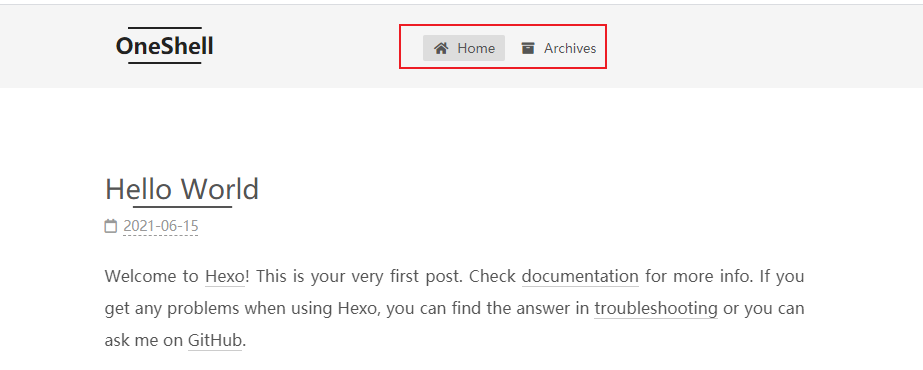 OneShell
Home Archives
Hello World
2021-06-15
Welcome to Hexo! This is your very first post. Check documentation for more info. If you
get any problems when using Hexo, you can find the answer in troubleshooting or you can
ask me on GitHub.